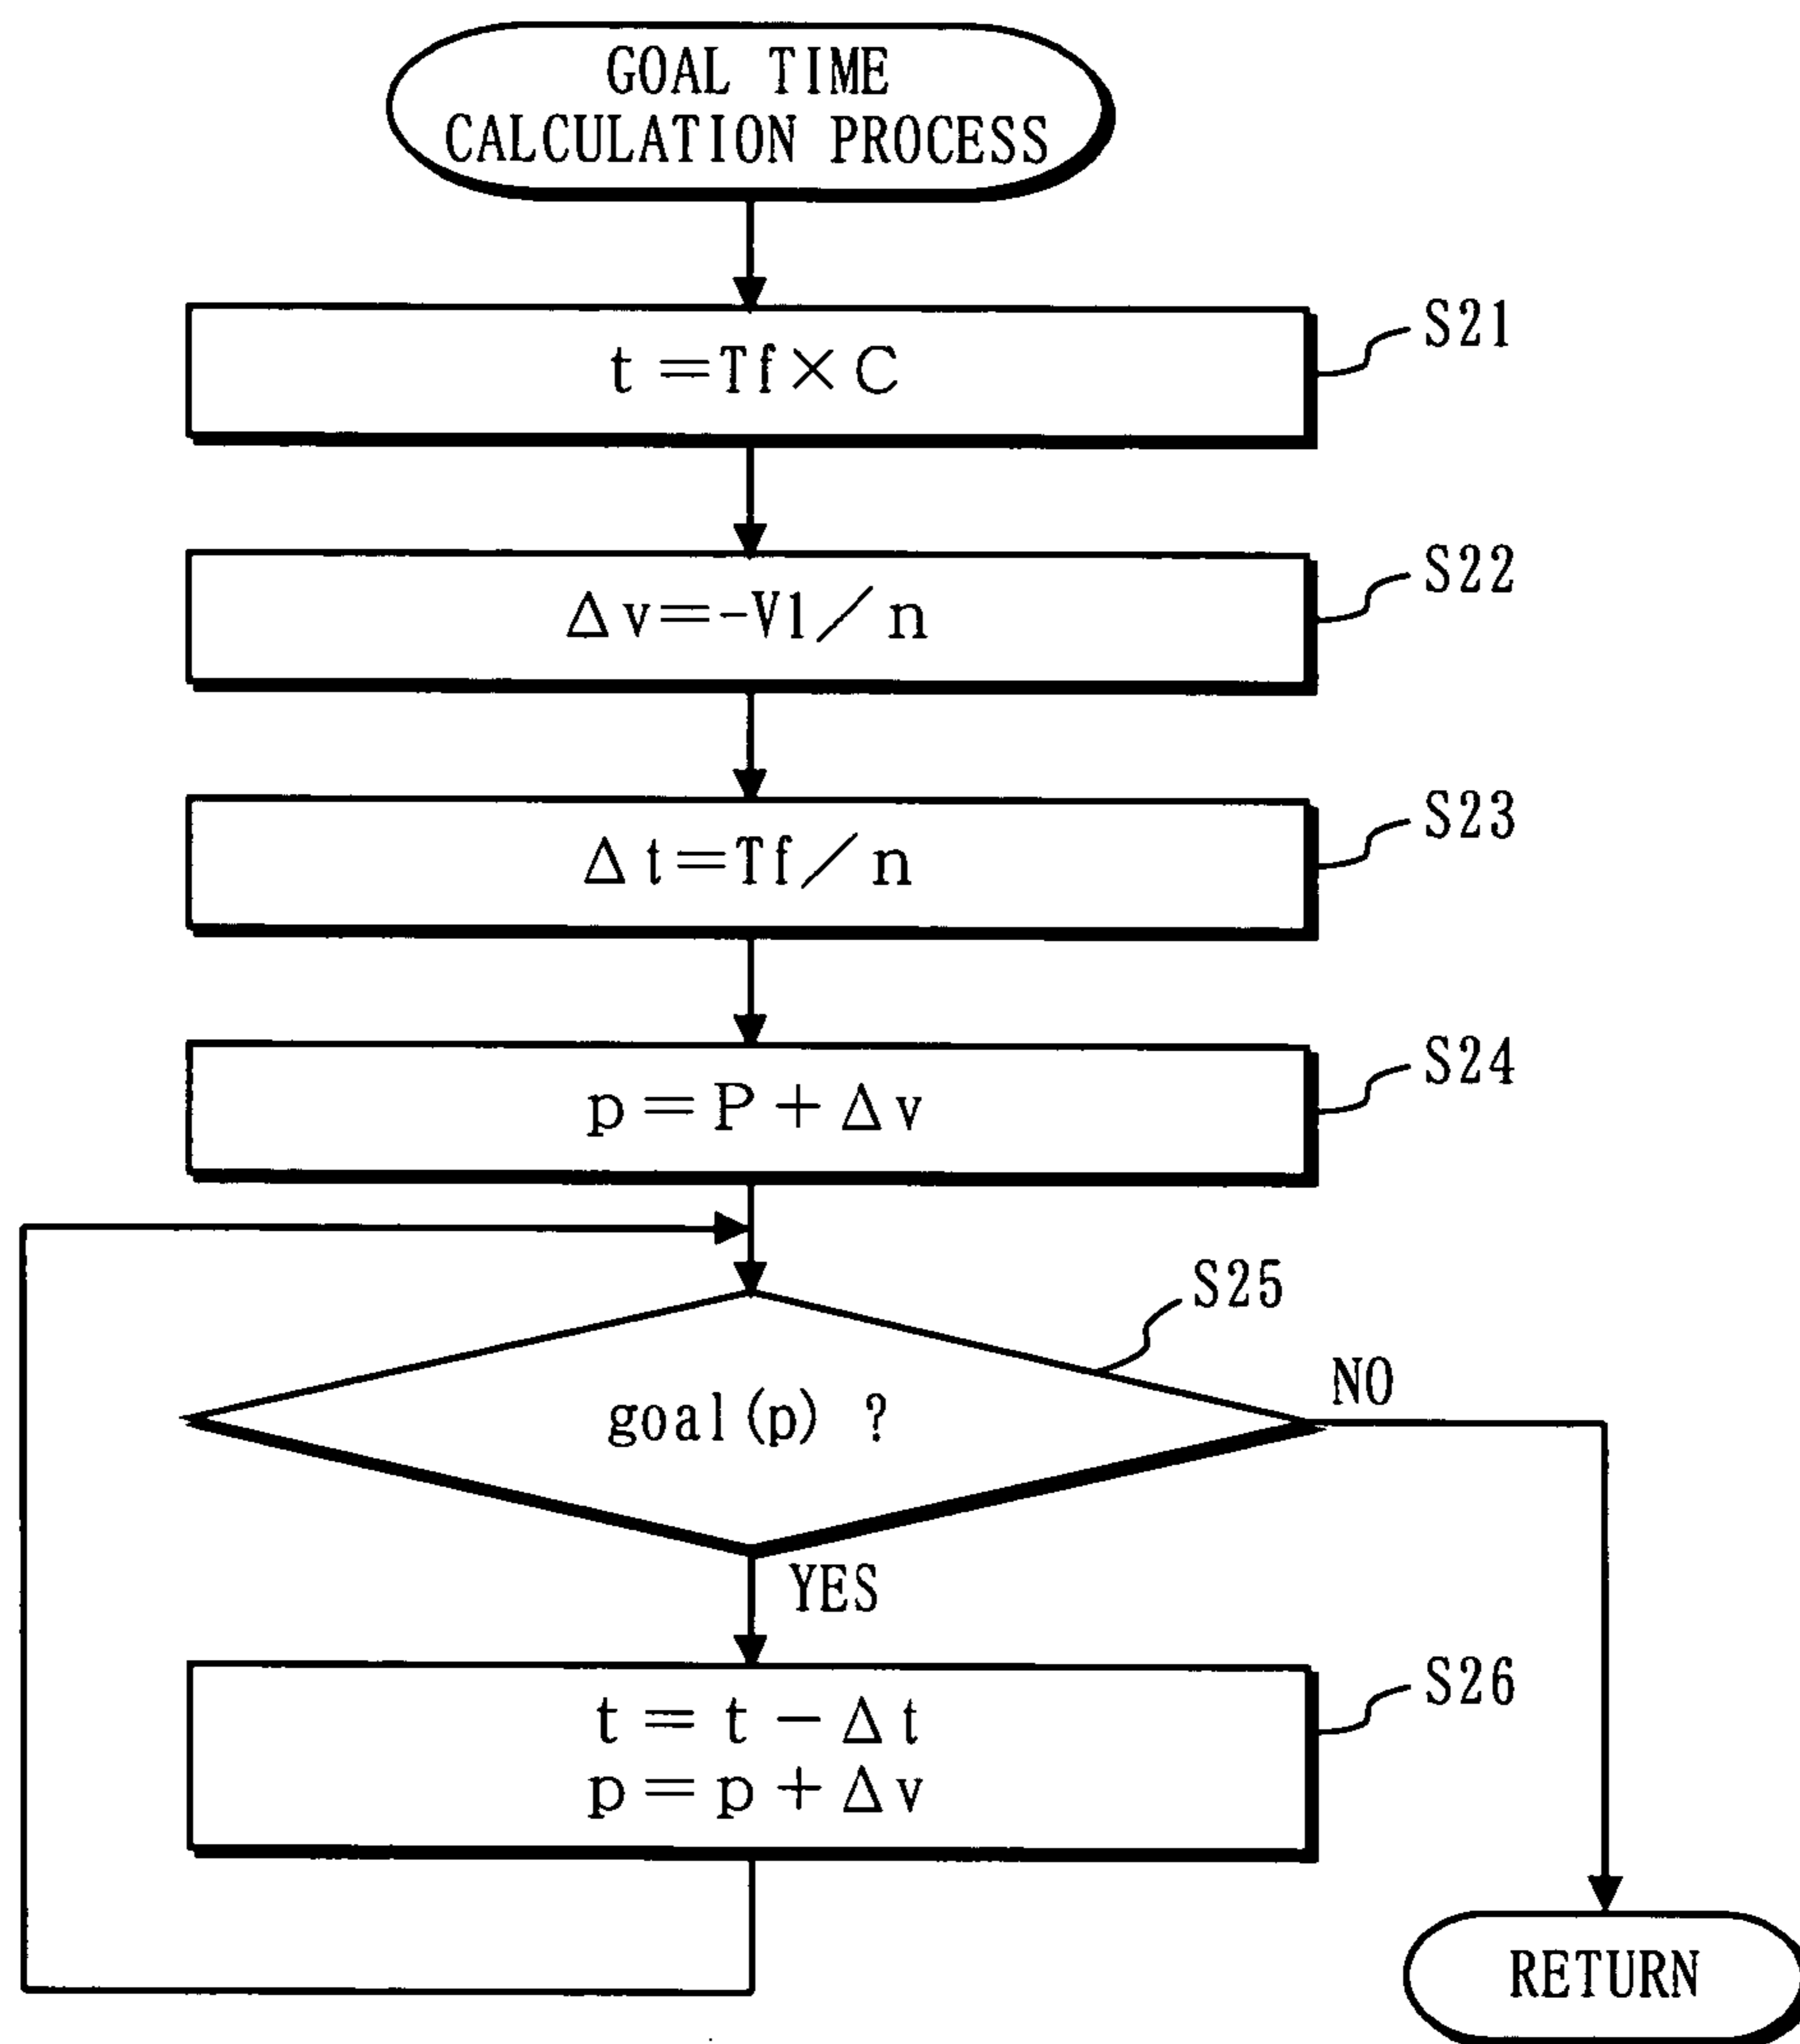 GOAL TIME
CALCULATION PROCESS
t=Tf×C
S21
Δv=-Vl/n
S22
Δt=Tf/n
S23
p=P+Δv
S24
S25
goal(p) ?
NO
YES
t=t-Δt
p=p+Δv
S26
RETURN